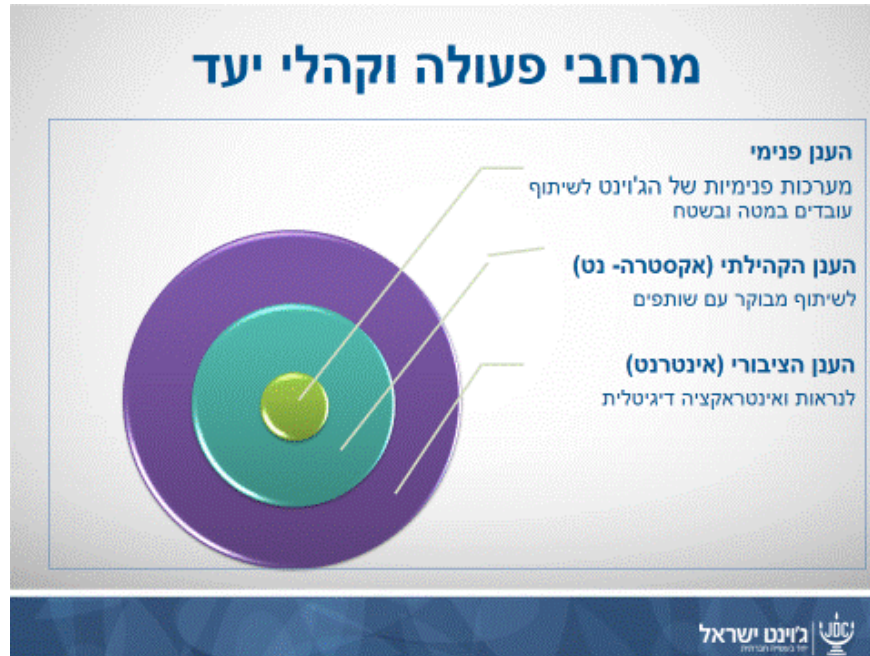 מרחבי פעולה וקהלי יעד
הענן פנימי
מערכות פנימיות של הג'וינט לשיתוף
עובדים במטה ובשטח
הענן הקהילתי (אקסטרה- נט)
לשיתוף מבוקר עם שותפים
הענן הציבורי (אינטרנט)
לנראות ואינטראקציה דיגיטלית
ג'וינט ישראל
JDC